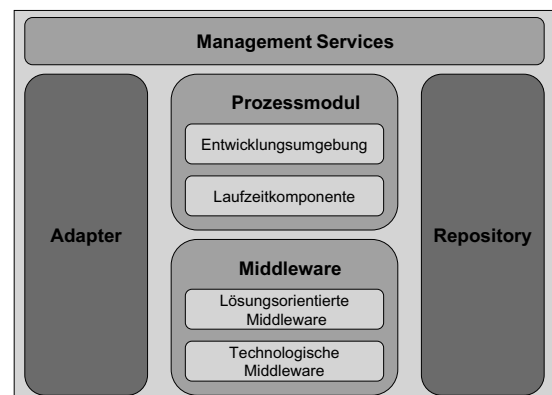 Management Services
Prozessmodul
Entwicklungsumgebung
Laufzeitkomponente
Adapter
Repository
Middleware
Lösungsorientierte
Middleware
Technologische
Middleware